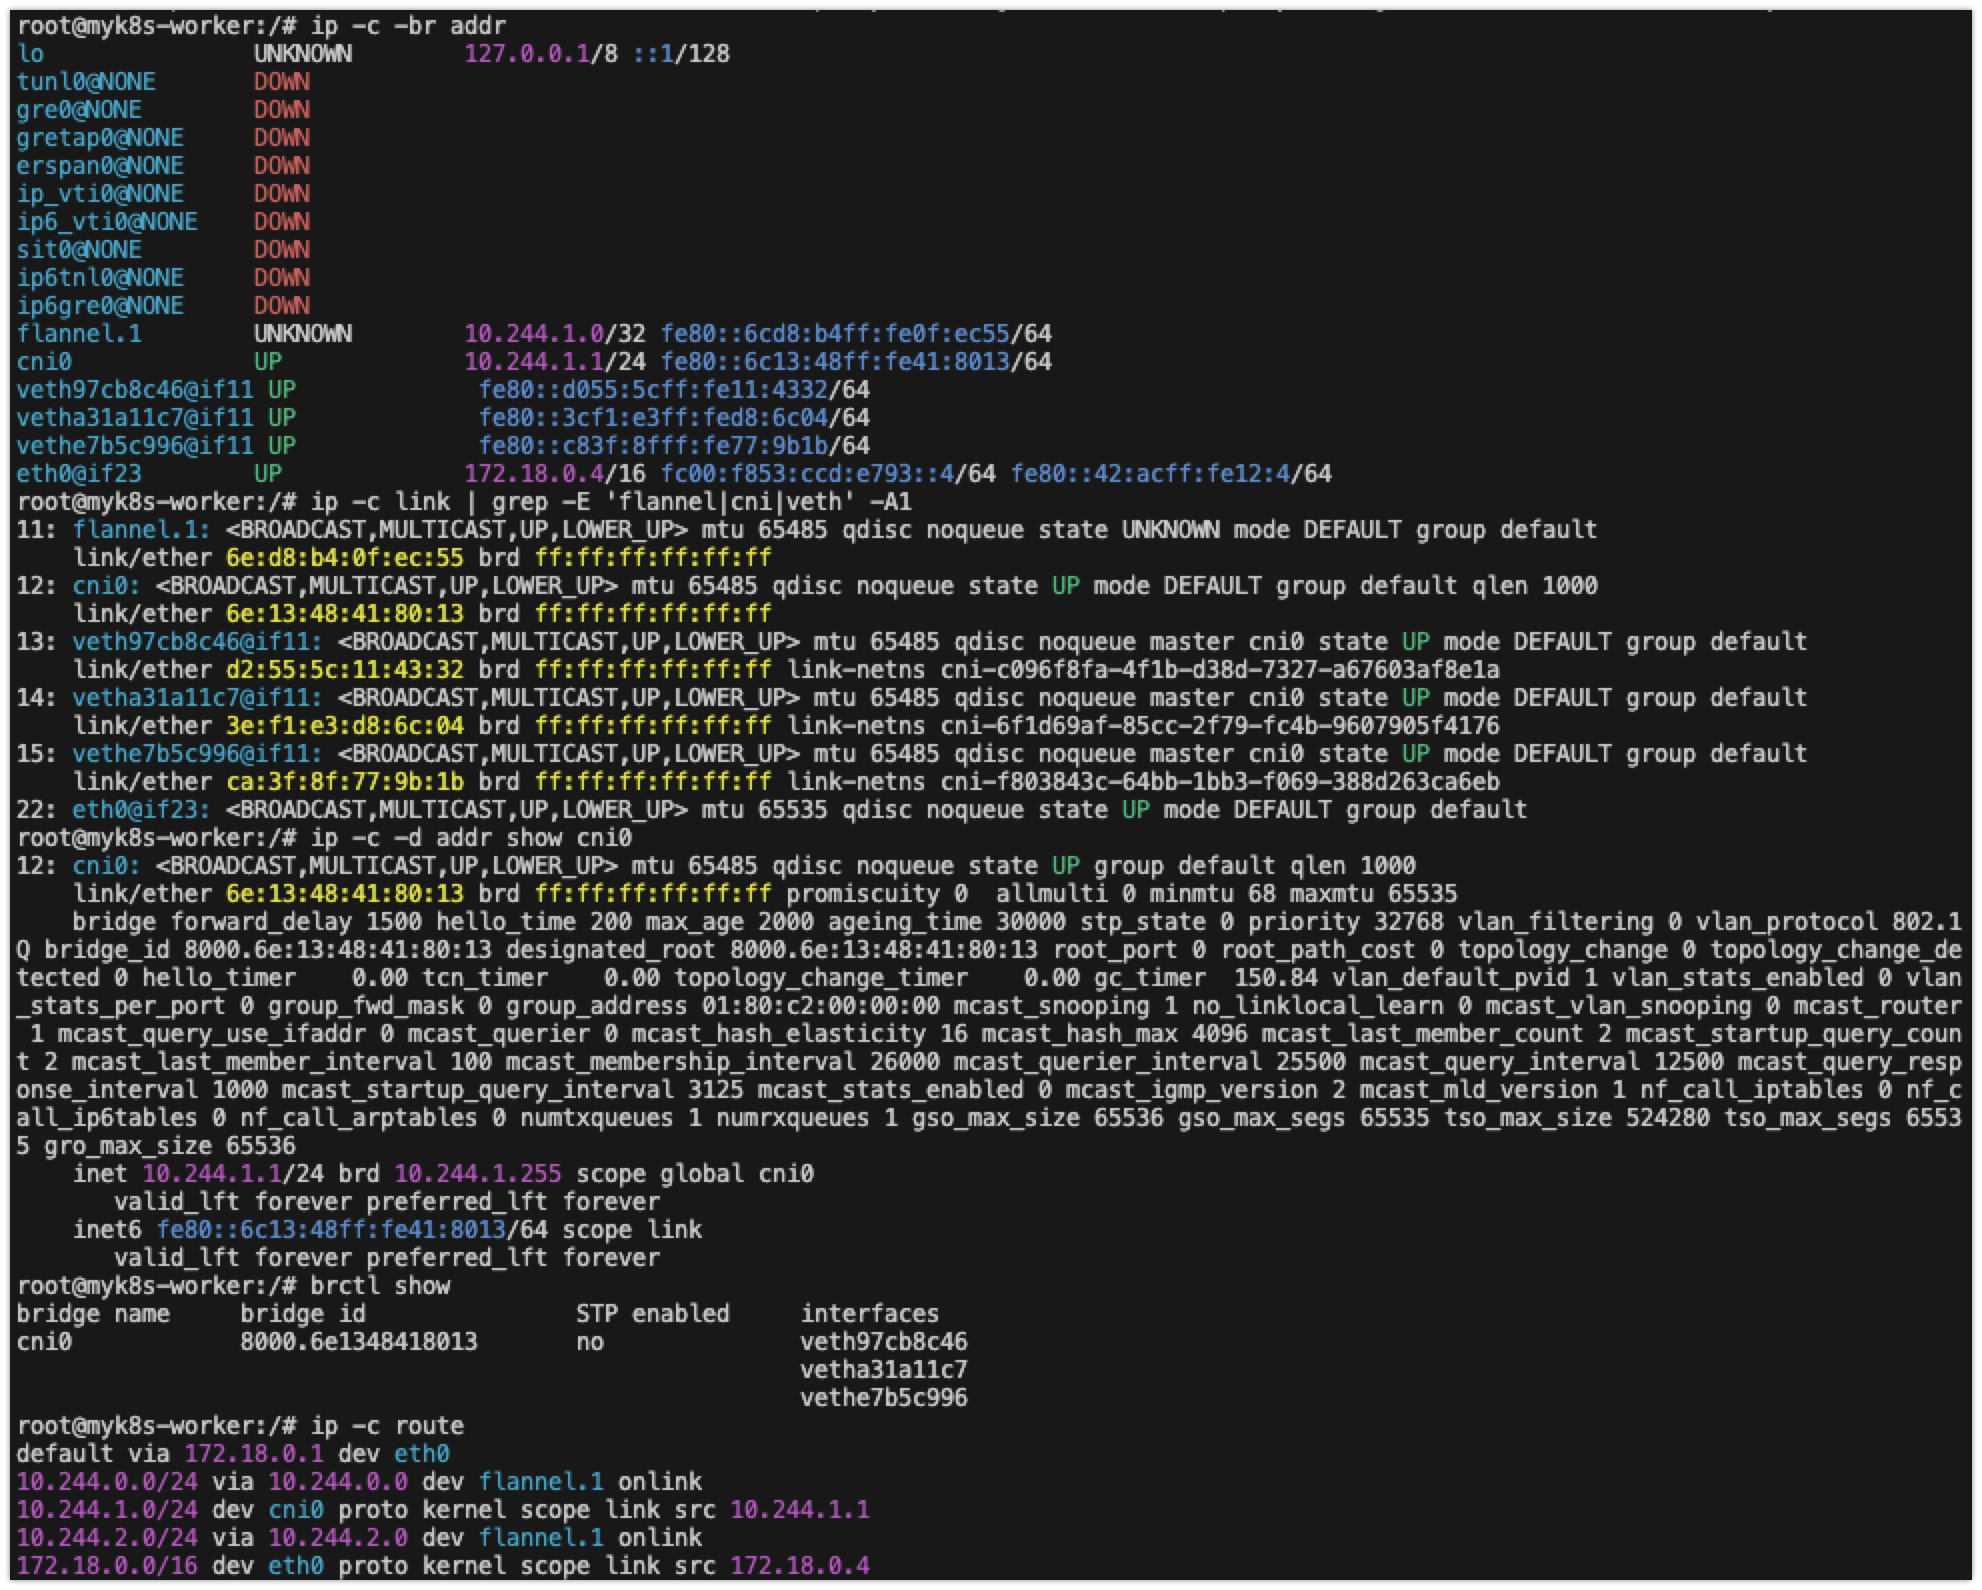 root@myk8s-worker:/# ip -c -br addr
lo               UNKNOWN        127.0.0.1/8 ::1/128
tunl0@NONE       DOWN
gre0@NONE        DOWN
gretap0@NONE     DOWN
erspan0@NONE     DOWN
ip_vti0@NONE     DOWN
ip6_vti0@NONE    DOWN
sit0@NONE        DOWN
ip6tnl0@NONE     DOWN
ip6gre0@NONE     DOWN
flannel.1        UNKNOWN        10.244.1.0/32 fe80::6cd8:b4ff:fe0f:ec55/64
cni0             UP             10.244.1.1/24 fe80::6c13:48ff:fe41:8013/64
veth97cb8c46@if11 UP             fe80::d055:5cff:fe11:4332/64
vetha31a11c7@if11 UP             fe80::3cf1:e3ff:fed8:6c04/64
vethe7b5c996@if11 UP             fe80::c83f:8fff:fe77:9b1b/64
eth0@if23        UP             172.18.0.4/16 fc00:f853:ccd:e793::4/64 fe80::42:acff:fe12:4/64
root@myk8s-worker:/# ip -c link | grep -E 'flannel|cni|veth' -A1
11: flannel.1: <BROADCAST,MULTICAST,UP,LOWER_UP> mtu 65485 qdisc noqueue state UNKNOWN mode DEFAULT group default
    link/ether 6e:d8:b4:0f:ec:55 brd ff:ff:ff:ff:ff:ff
12: cni0: <BROADCAST,MULTICAST,UP,LOWER_UP> mtu 65485 qdisc noqueue state UP mode DEFAULT group default qlen 1000
    link/ether 6e:13:48:41:80:13 brd ff:ff:ff:ff:ff:ff
13: veth97cb8c46@if11: <BROADCAST,MULTICAST,UP,LOWER_UP> mtu 65485 qdisc noqueue master cni0 state UP mode DEFAULT group default
    link/ether d2:55:5c:11:43:32 brd ff:ff:ff:ff:ff:ff link-netns cni-c096f8fa-4f1b-d38d-7327-a67603af8e1a
14: vetha31a11c7@if11: <BROADCAST,MULTICAST,UP,LOWER_UP> mtu 65485 qdisc noqueue master cni0 state UP mode DEFAULT group default
    link/ether 3e:f1:e3:d8:6c:04 brd ff:ff:ff:ff:ff:ff link-netns cni-6f1d69af-85cc-2f79-fc4b-9607905f4176
15: vethe7b5c996@if11: <BROADCAST,MULTICAST,UP,LOWER_UP> mtu 65485 qdisc noqueue master cni0 state UP mode DEFAULT group default
    link/ether ca:3f:8f:77:9b:1b brd ff:ff:ff:ff:ff:ff link-netns cni-f803843c-64bb-1bb3-f069-388d263ca6eb
22: eth0@if23: <BROADCAST,MULTICAST,UP,LOWER_UP> mtu 65535 qdisc noqueue state UP mode DEFAULT group default
root@myk8s-worker:/# ip -c -d addr show cni0
12: cni0: <BROADCAST,MULTICAST,UP,LOWER_UP> mtu 65485 qdisc noqueue state UP group default qlen 1000
    link/ether 6e:13:48:41:80:13 brd ff:ff:ff:ff:ff:ff promiscuity 0  allmulti 0 minmtu 68 maxmtu 65535
    bridge forward_delay 1500 hello_time 200 max_age 2000 ageing_time 30000 stp_state 0 priority 32768 vlan_filtering 0 vlan_protocol 802.1
Q bridge_id 8000.6e:13:48:41:80:13 designated_root 8000.6e:13:48:41:80:13 root_port 0 root_path_cost 0 topology_change 0 topology_change_de
tected 0 hello_timer    0.00 tcn_timer    0.00 topology_change_timer    0.00 gc_timer  150.84 vlan_default_pvid 1 vlan_stats_enabled 0 vlan
_stats_per_port 0 group_fwd_mask 0 group_address 01:80:c2:00:00:00 mcast_snooping 1 no_linklocal_learn 0 mcast_vlan_snooping 0 mcast_router
 1 mcast_query_use_ifaddr 0 mcast_querier 0 mcast_hash_elasticity 16 mcast_hash_max 4096 mcast_last_member_count 2 mcast_startup_query_coun
t 2 mcast_last_member_interval 100 mcast_membership_interval 26000 mcast_querier_interval 25500 mcast_query_interval 12500 mcast_query_resp
onse_interval 1000 mcast_startup_query_interval 3125 mcast_stats_enabled 0 mcast_igmp_version 2 mcast_mld_version 1 nf_call_iptables 0 nf_c
all_ip6tables 0 nf_call_arptables 0 numtxqueues 1 numrxqueues 1 gso_max_size 65536 gso_max_segs 65535 tso_max_size 524280 tso_max_segs 6553
5 gro_max_size 65536
    inet 10.244.1.1/24 brd 10.244.1.255 scope global cni0
       valid_lft forever preferred_lft forever
    inet6 fe80::6c13:48ff:fe41:8013/64 scope link
       valid_lft forever preferred_lft forever
root@myk8s-worker:/# brctl show
bridge name     bridge id               STP enabled     interfaces
cni0            8000.6e1348418013       no              veth97cb8c46
                                                        vetha31a11c7
                                                        vethe7b5c996
root@myk8s-worker:/# ip -c route
default via 172.18.0.1 dev eth0
10.244.0.0/24 via 10.244.0.0 dev flannel.1 onlink
10.244.1.0/24 dev cni0 proto kernel scope link src 10.244.1.1
10.244.2.0/24 via 10.244.2.0 dev flannel.1 onlink
172.18.0.0/16 dev eth0 proto kernel scope link src 172.18.0.4